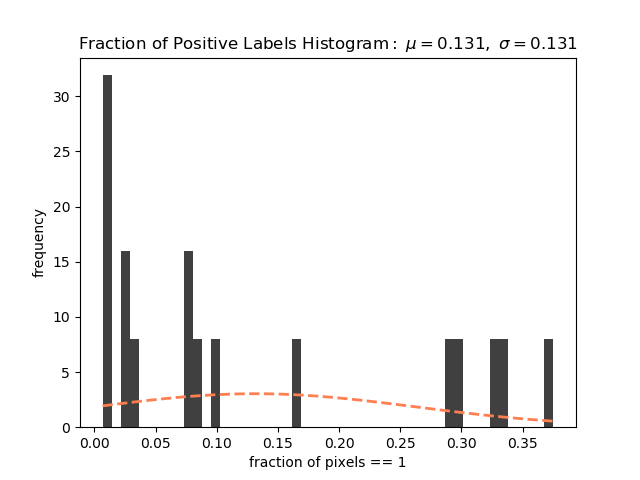 Fraction of Positive Labels Histogram : μ = 0.131, σ = 0.131
frequency
30
25
20
15
10
5
0
0.00 0.05 0.10 0.15 0.20 0.25 0.30 0.35
fraction of pixels == 1